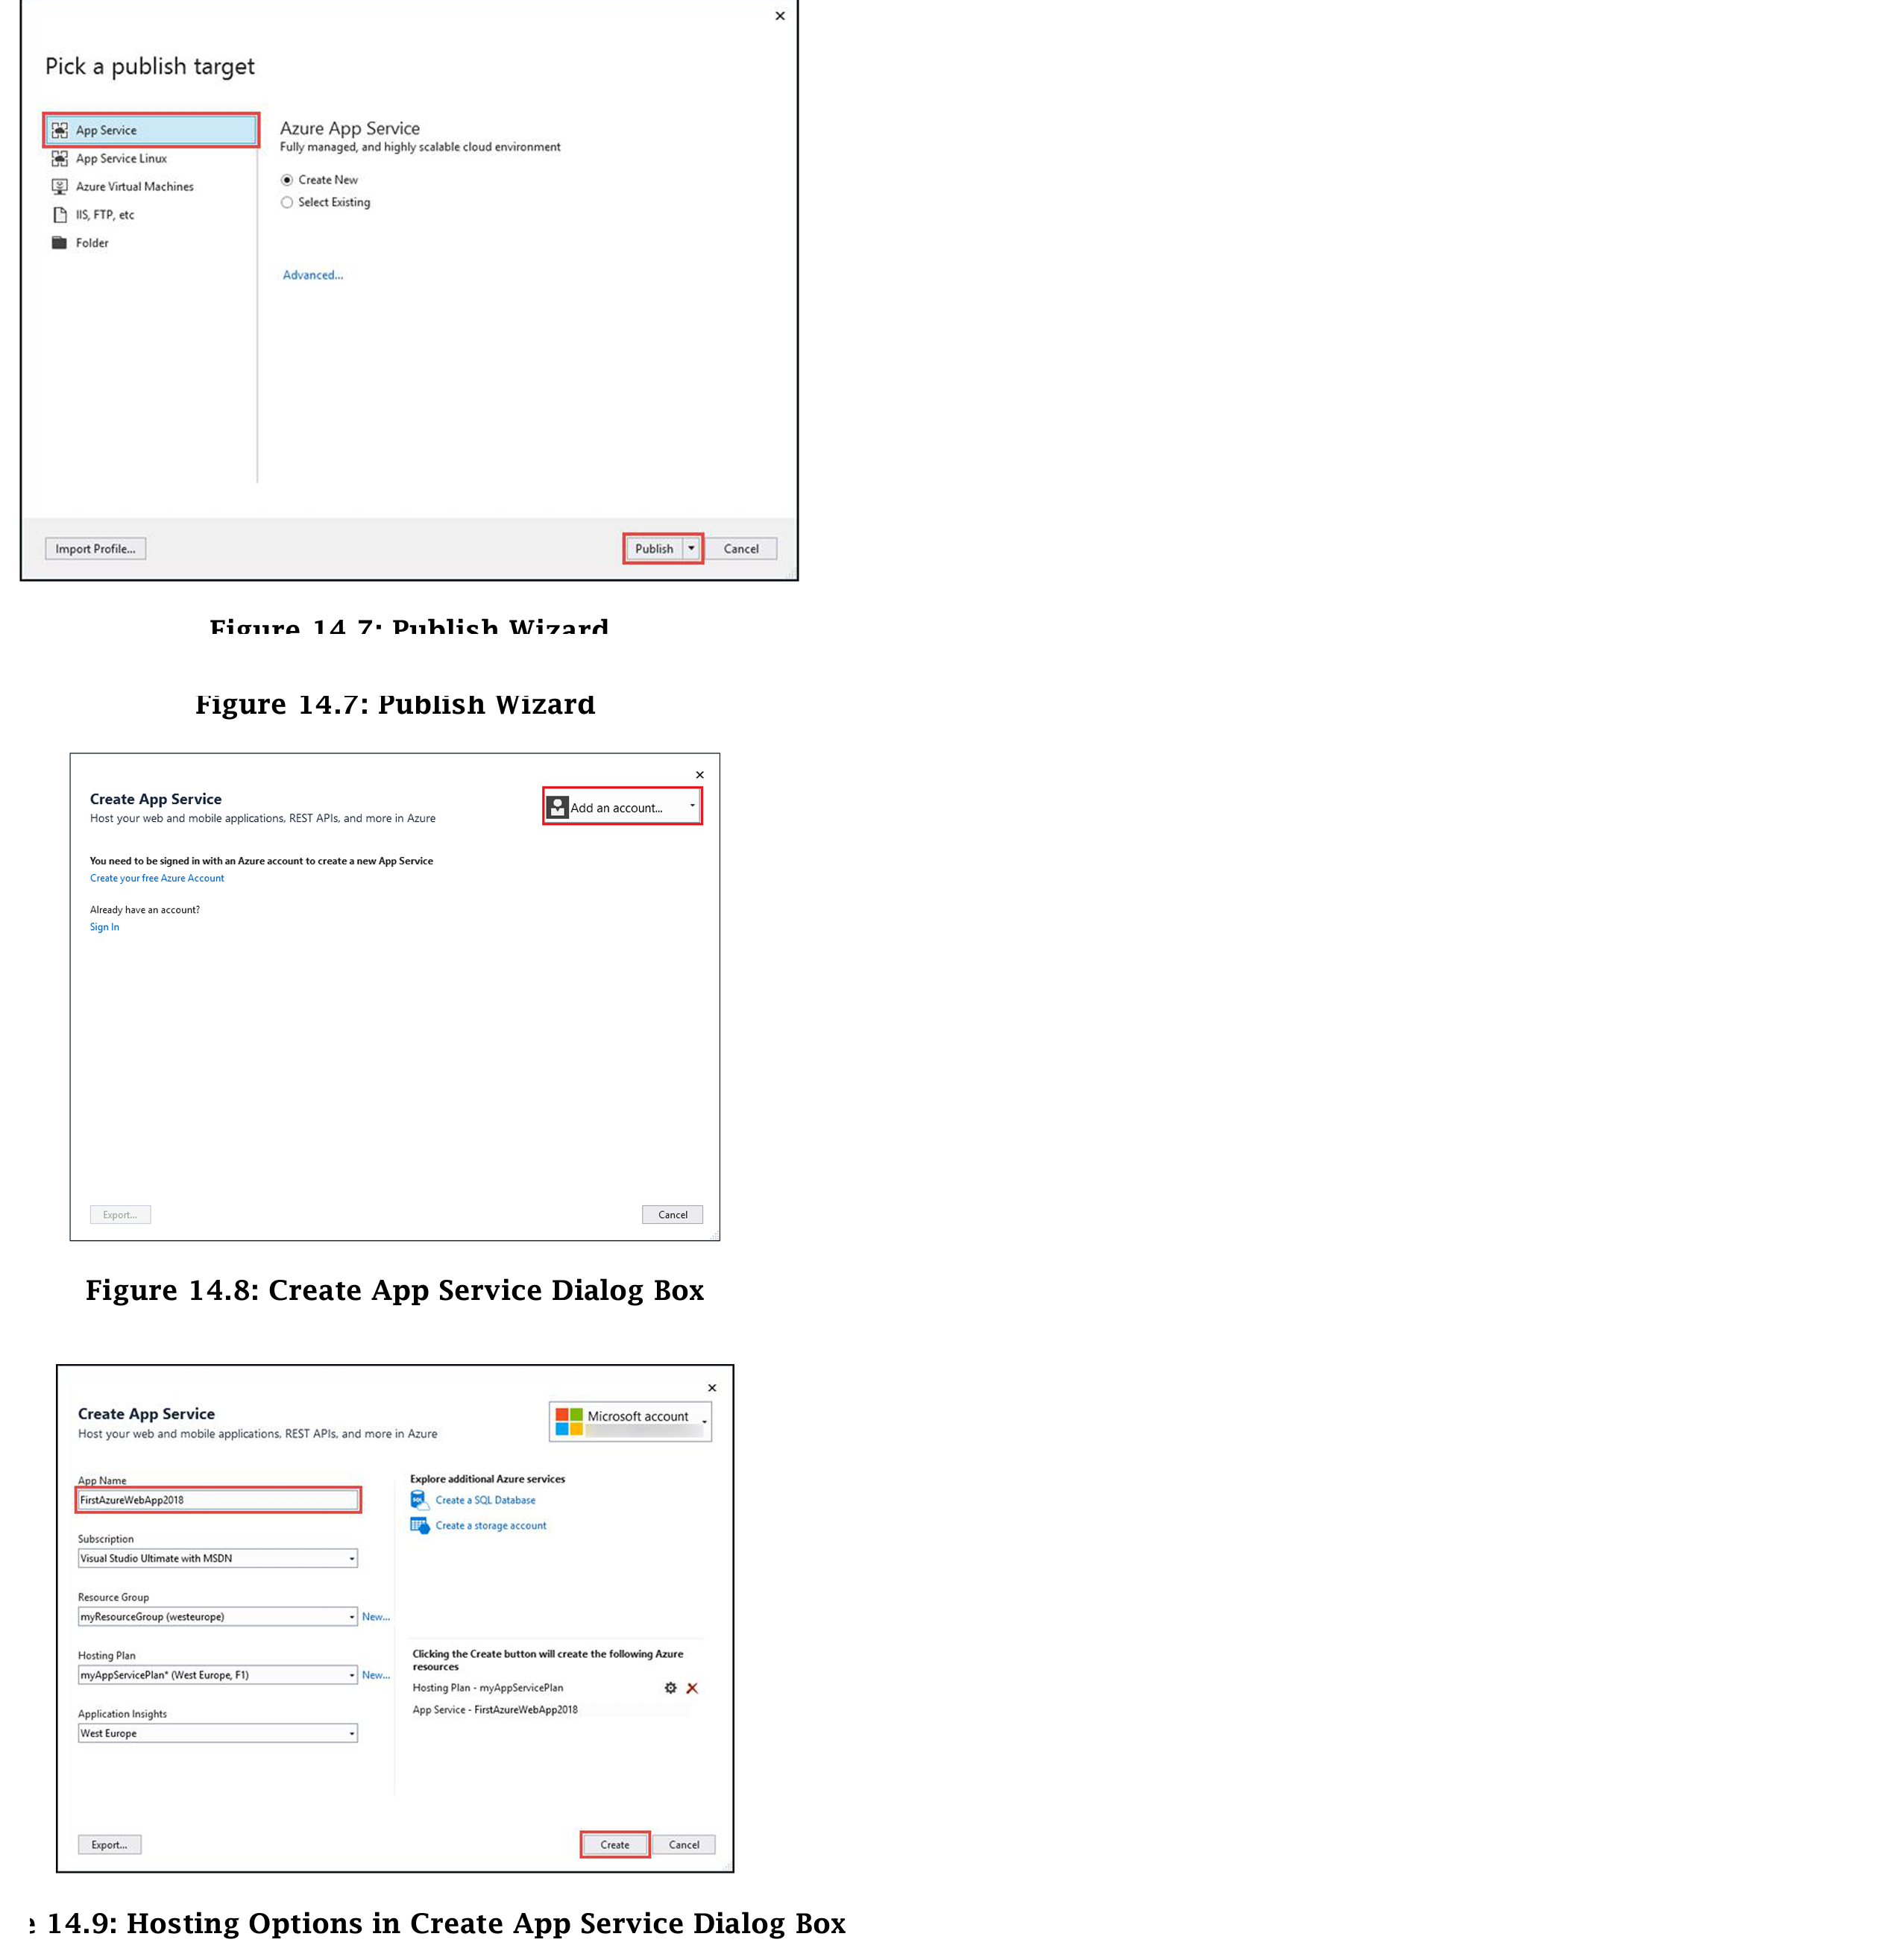 Pick a publish target
App Service
App Service Linux
Azure Virtual Machines
IIS, FTP, etc
Folder
Azure App Service
Fully managed, and highly scalable cloud environment
Create New
Select Existing
Advanced...
Import Profile...
Publish
Cancel
Figure 14.7: Publish Wizard
Figure 14.7: Publish Wizard
Create App Service
Host your web and mobile applications, REST APIs, and more in Azure
Add an account...
You need to be signed in with an Azure account to create a new App Service
Create your free Azure Account
Already have an account?
Sign In
Export...
Cancel
Figure 14.8: Create App Service Dialog Box
Create App Service
Host your web and mobile applications, REST APIs, and more in Azure
Microsoft account
App Name
FirstAzureWebApp2018
Subscription
Visual Studio Ultimate with MSDN
Resource Group
myResourceGroup (westeurope)
New...
Hosting Plan
myAppServicePlan* (West Europe, F1)
New...
Application Insights
West Europe
Explore additional Azure services
Create a SQL Database
Create a storage account
Clicking the Create button will create the following Azure
resources
Hosting Plan - myAppServicePlan
App Service - FirstAzureWebApp2018
Export...
Create
Cancel
e 14.9: Hosting Options in Create App Service Dialog Box